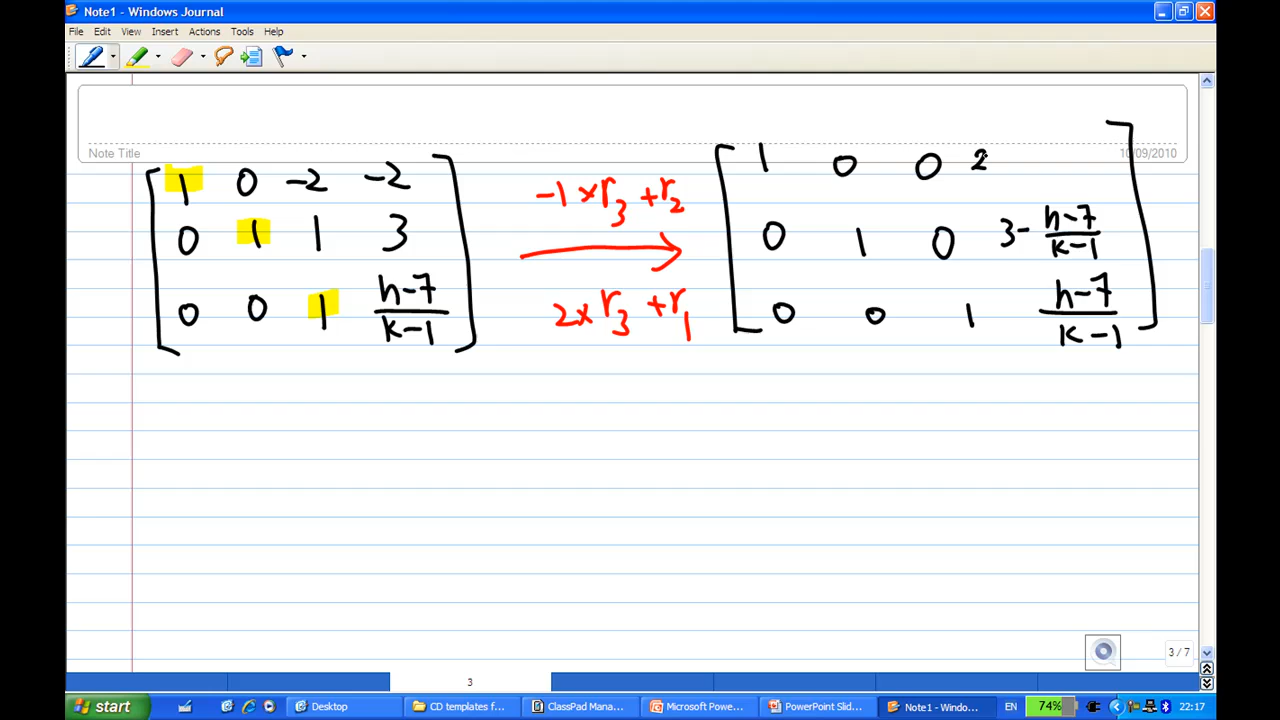 Note1 - Windows Journal
File Edit View Insert Actions Tools Help
Note Title
10/09/2010
1 0 -2 -2
0 1 1 3
0 0 1 h-7
k-1
-1 × r3 + r2
2 × r3 + r1
1 0 0 2
0 1 0 3- h-7
k-1
0 0 1 h-7
k-1
3 / 7
3
start
Desktop
CD templates f...
ClassPad Mana...
Microsoft Powe...
PowerPoint Slid...
Note1 - Windo...
EN
74%
22:17